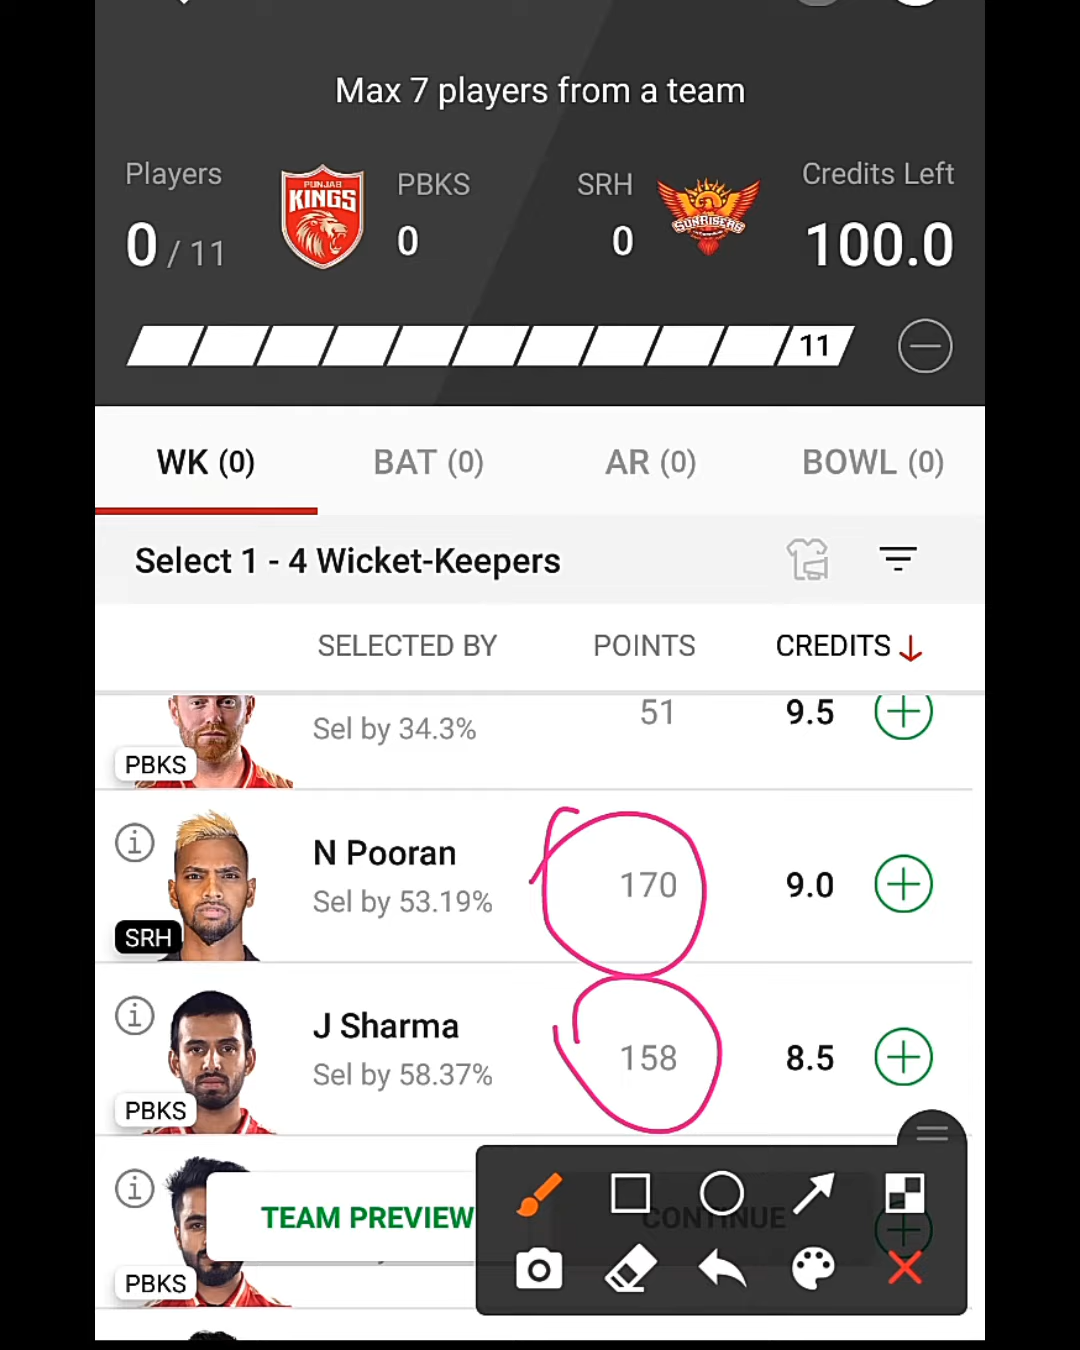 Max 7 players from a team
Players PBKS SRH Credits Left
PUNJAB
KINGS
SUNRISERS
0 / 11 0 0 100.0
11
WK (0) BAT (0) AR (0) BOWL (0)
Select 1 - 4 Wicket-Keepers
SELECTED BY POINTS CREDITS
Sel by 34.3% 51 9.5
PBKS
N Pooran
Sel by 53.19% 170 9.0
SRH
J Sharma
Sel by 58.37% 158 8.5
PBKS
TEAM PREVIEW CONTINUE
PBKS